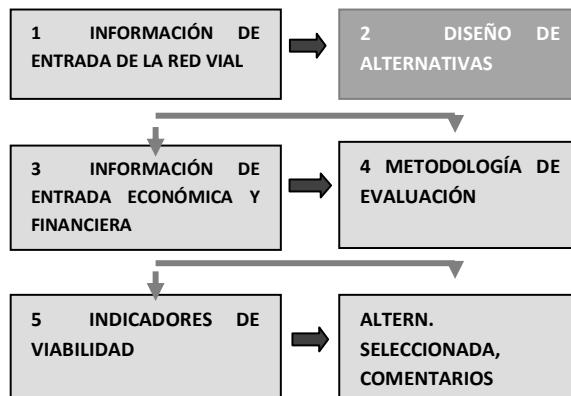 1 INFORMACIÓN DE
ENTRADA DE LA RED VIAL
2 DISEÑO DE
ALTERNATIVAS
3 INFORMACIÓN DE
ENTRADA ECONÓMICA Y
FINANCIERA
4 METODOLOGÍA DE
EVALUACIÓN
5 INDICADORES DE
VIABILIDAD
ALTERN.
SELECCIONADA,
COMENTARIOS